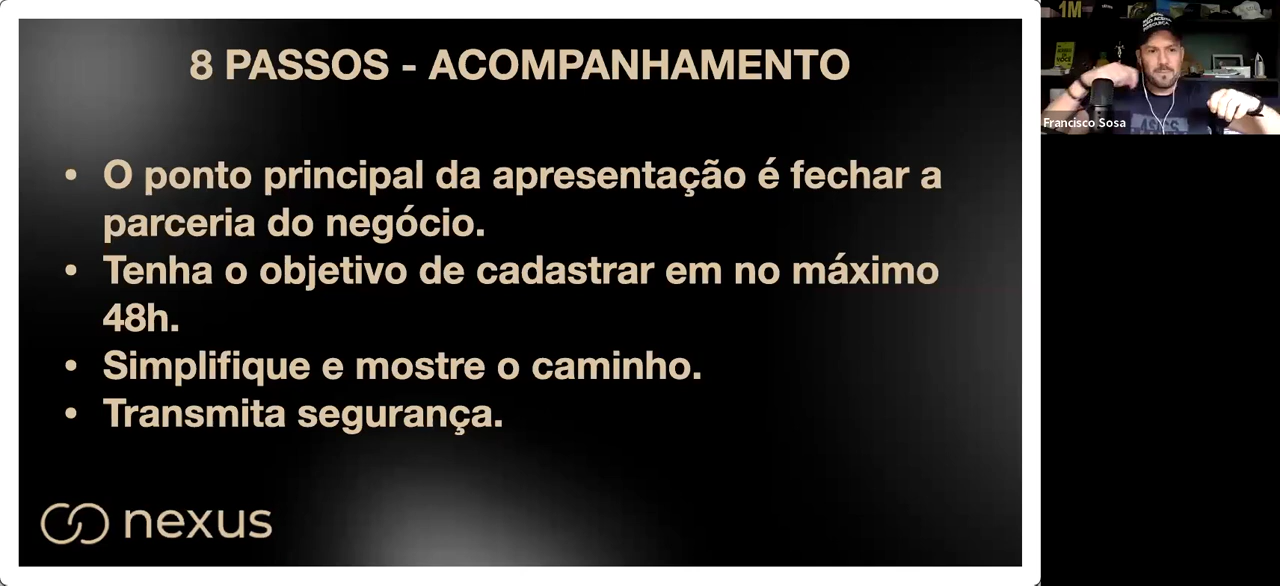 8 PASSOS - ACOMPANHAMENTO
• O ponto principal da apresentação é fechar a
parceria do negócio.
• Tenha o objetivo de cadastrar em no máximo
48h.
• Simplifique e mostre o caminho.
• Transmita segurança.
nexus
1M
Francisco Sosa